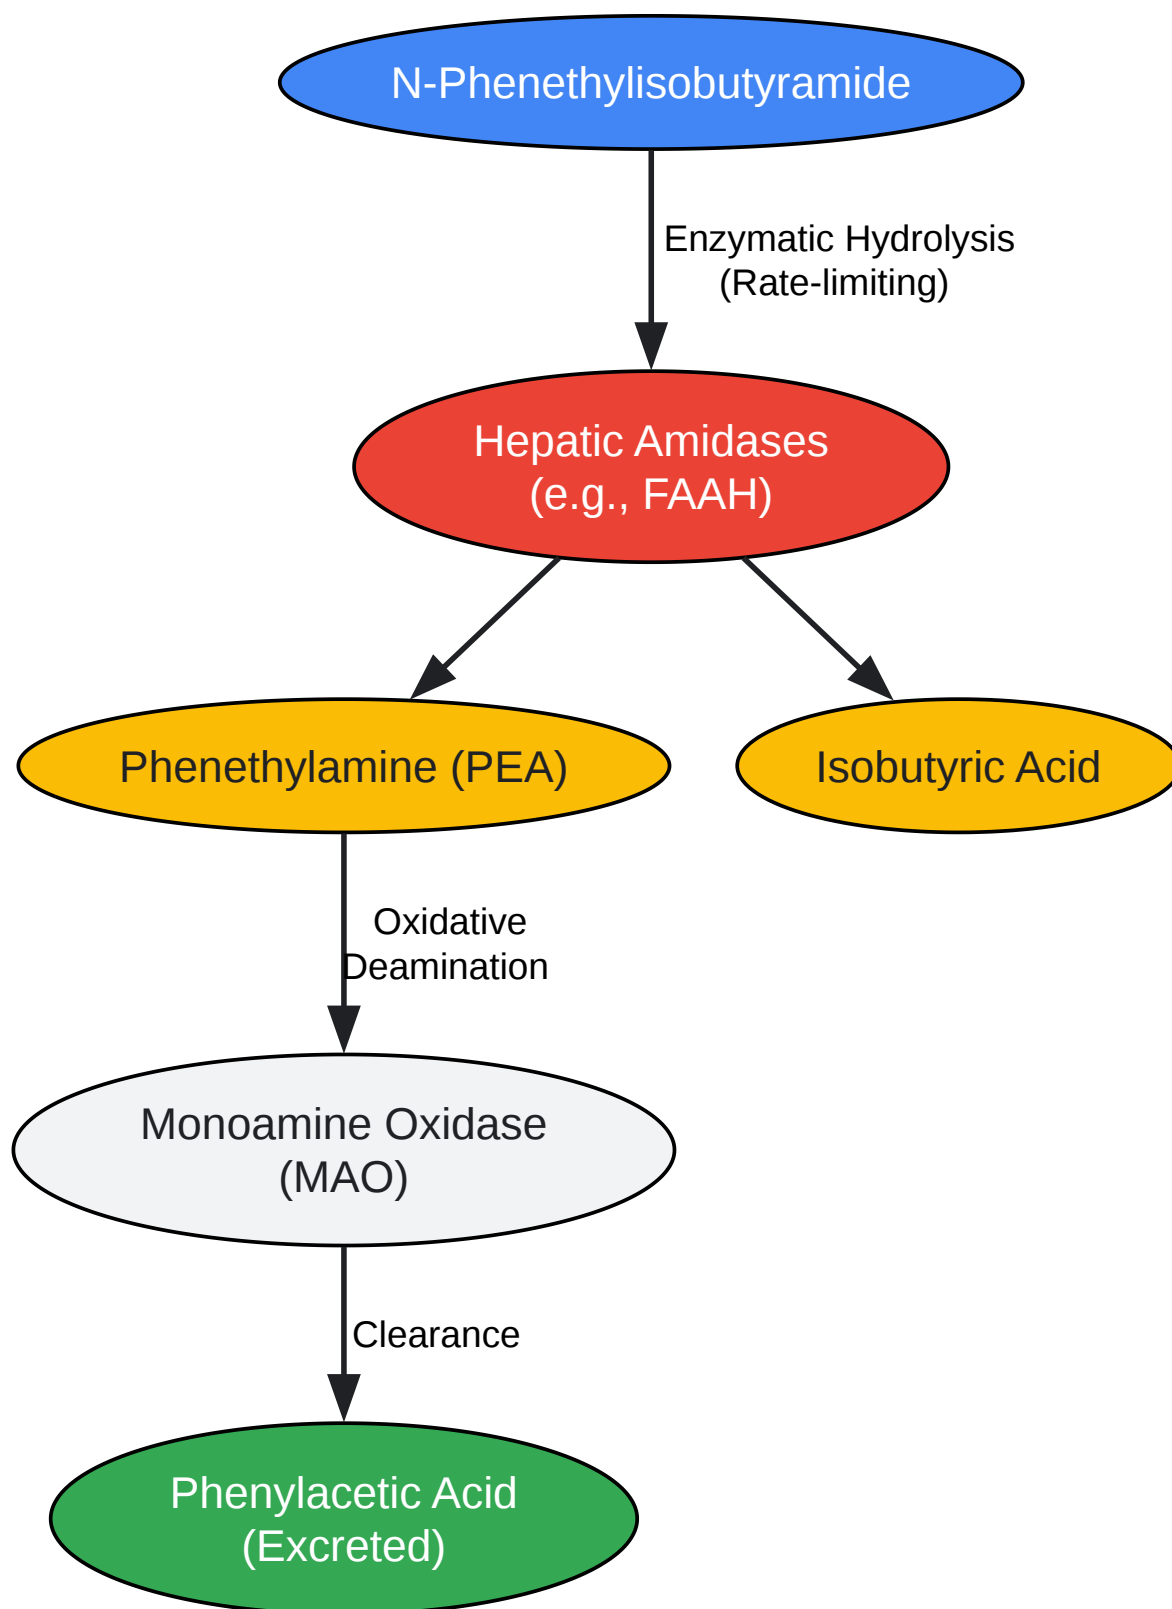 N-Phenethylisobutyramide
Enzymatic Hydrolysis
(Rate-limiting)
Hepatic Amidases
(e.g., FAAH)
Phenethylamine (PEA)
Isobutyric Acid
Oxidative
Deamination
Monoamine Oxidase
(MAO)
Clearance
Phenylacetic Acid
(Excreted)